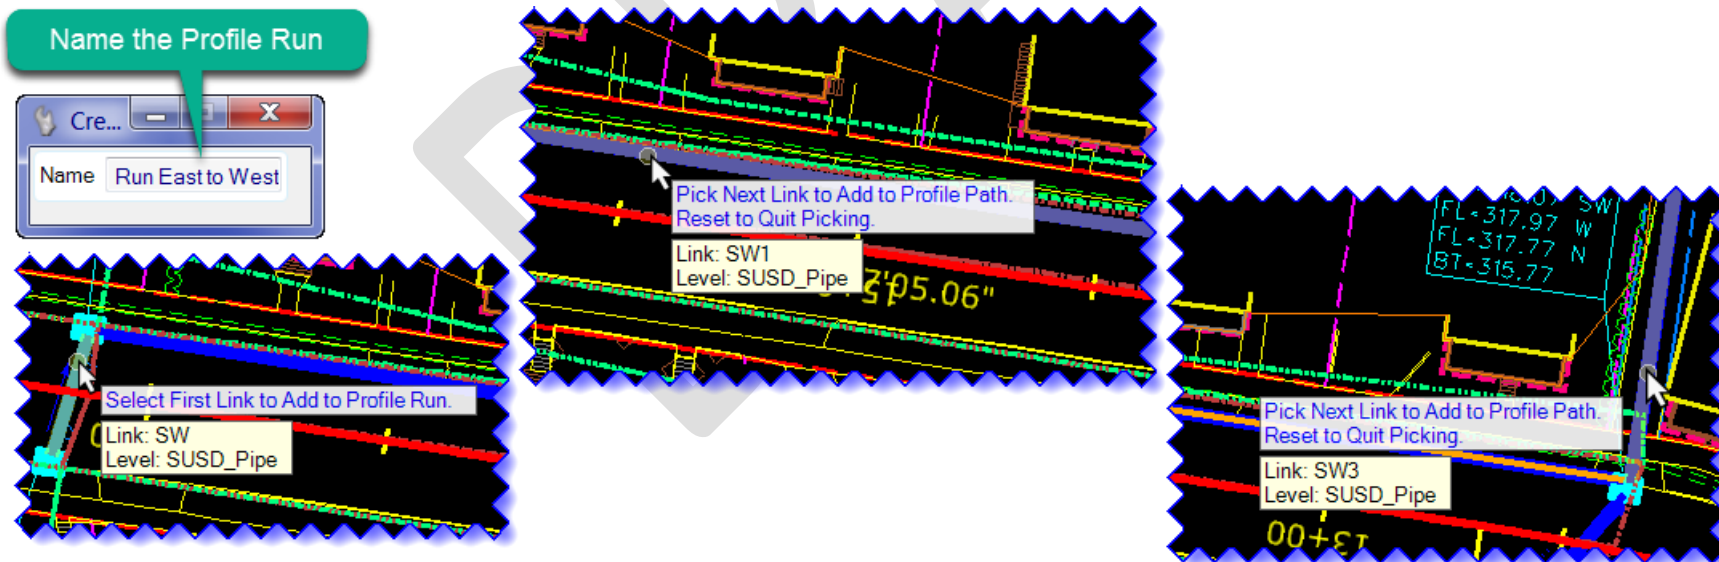 Name the Profile Run
Cre...
Name Run East to West
Select First Link to Add to Profile Run.
Link: SW
Level: SUSD_Pipe
Pick Next Link to Add to Profile Path.
Reset to Quit Picking.
Link: SW1
Level: SUSD_Pipe
05.06"
SW
FL=317.97 W
FL=317.77 N
BT=315.77
Pick Next Link to Add to Profile Path.
Reset to Quit Picking.
Link: SW3
Level: SUSD_Pipe
13+00